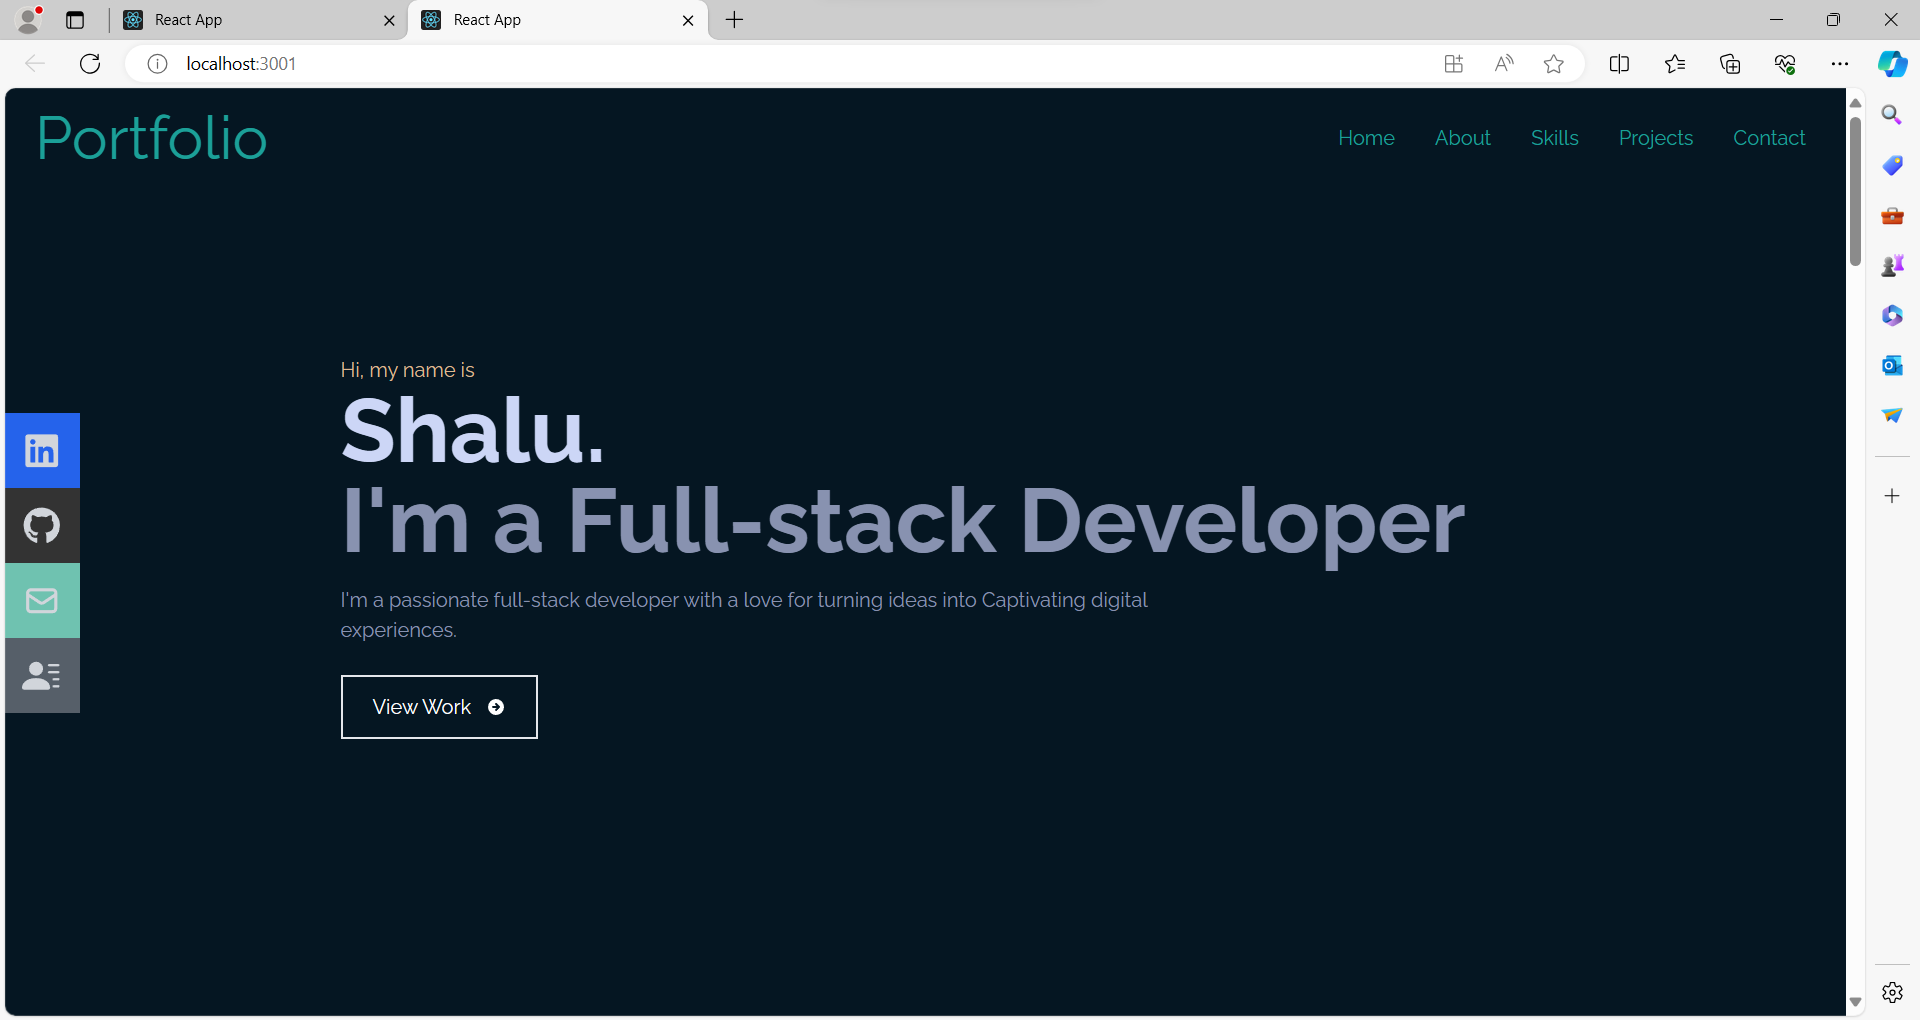 React App
React App
localhost:3001
Portfolio
Home About Skills Projects Contact
Hi, my name is
Shalu.
I'm a Full-stack Developer
I'm a passionate full-stack developer with a love for turning ideas into Captivating digital
experiences.
View Work